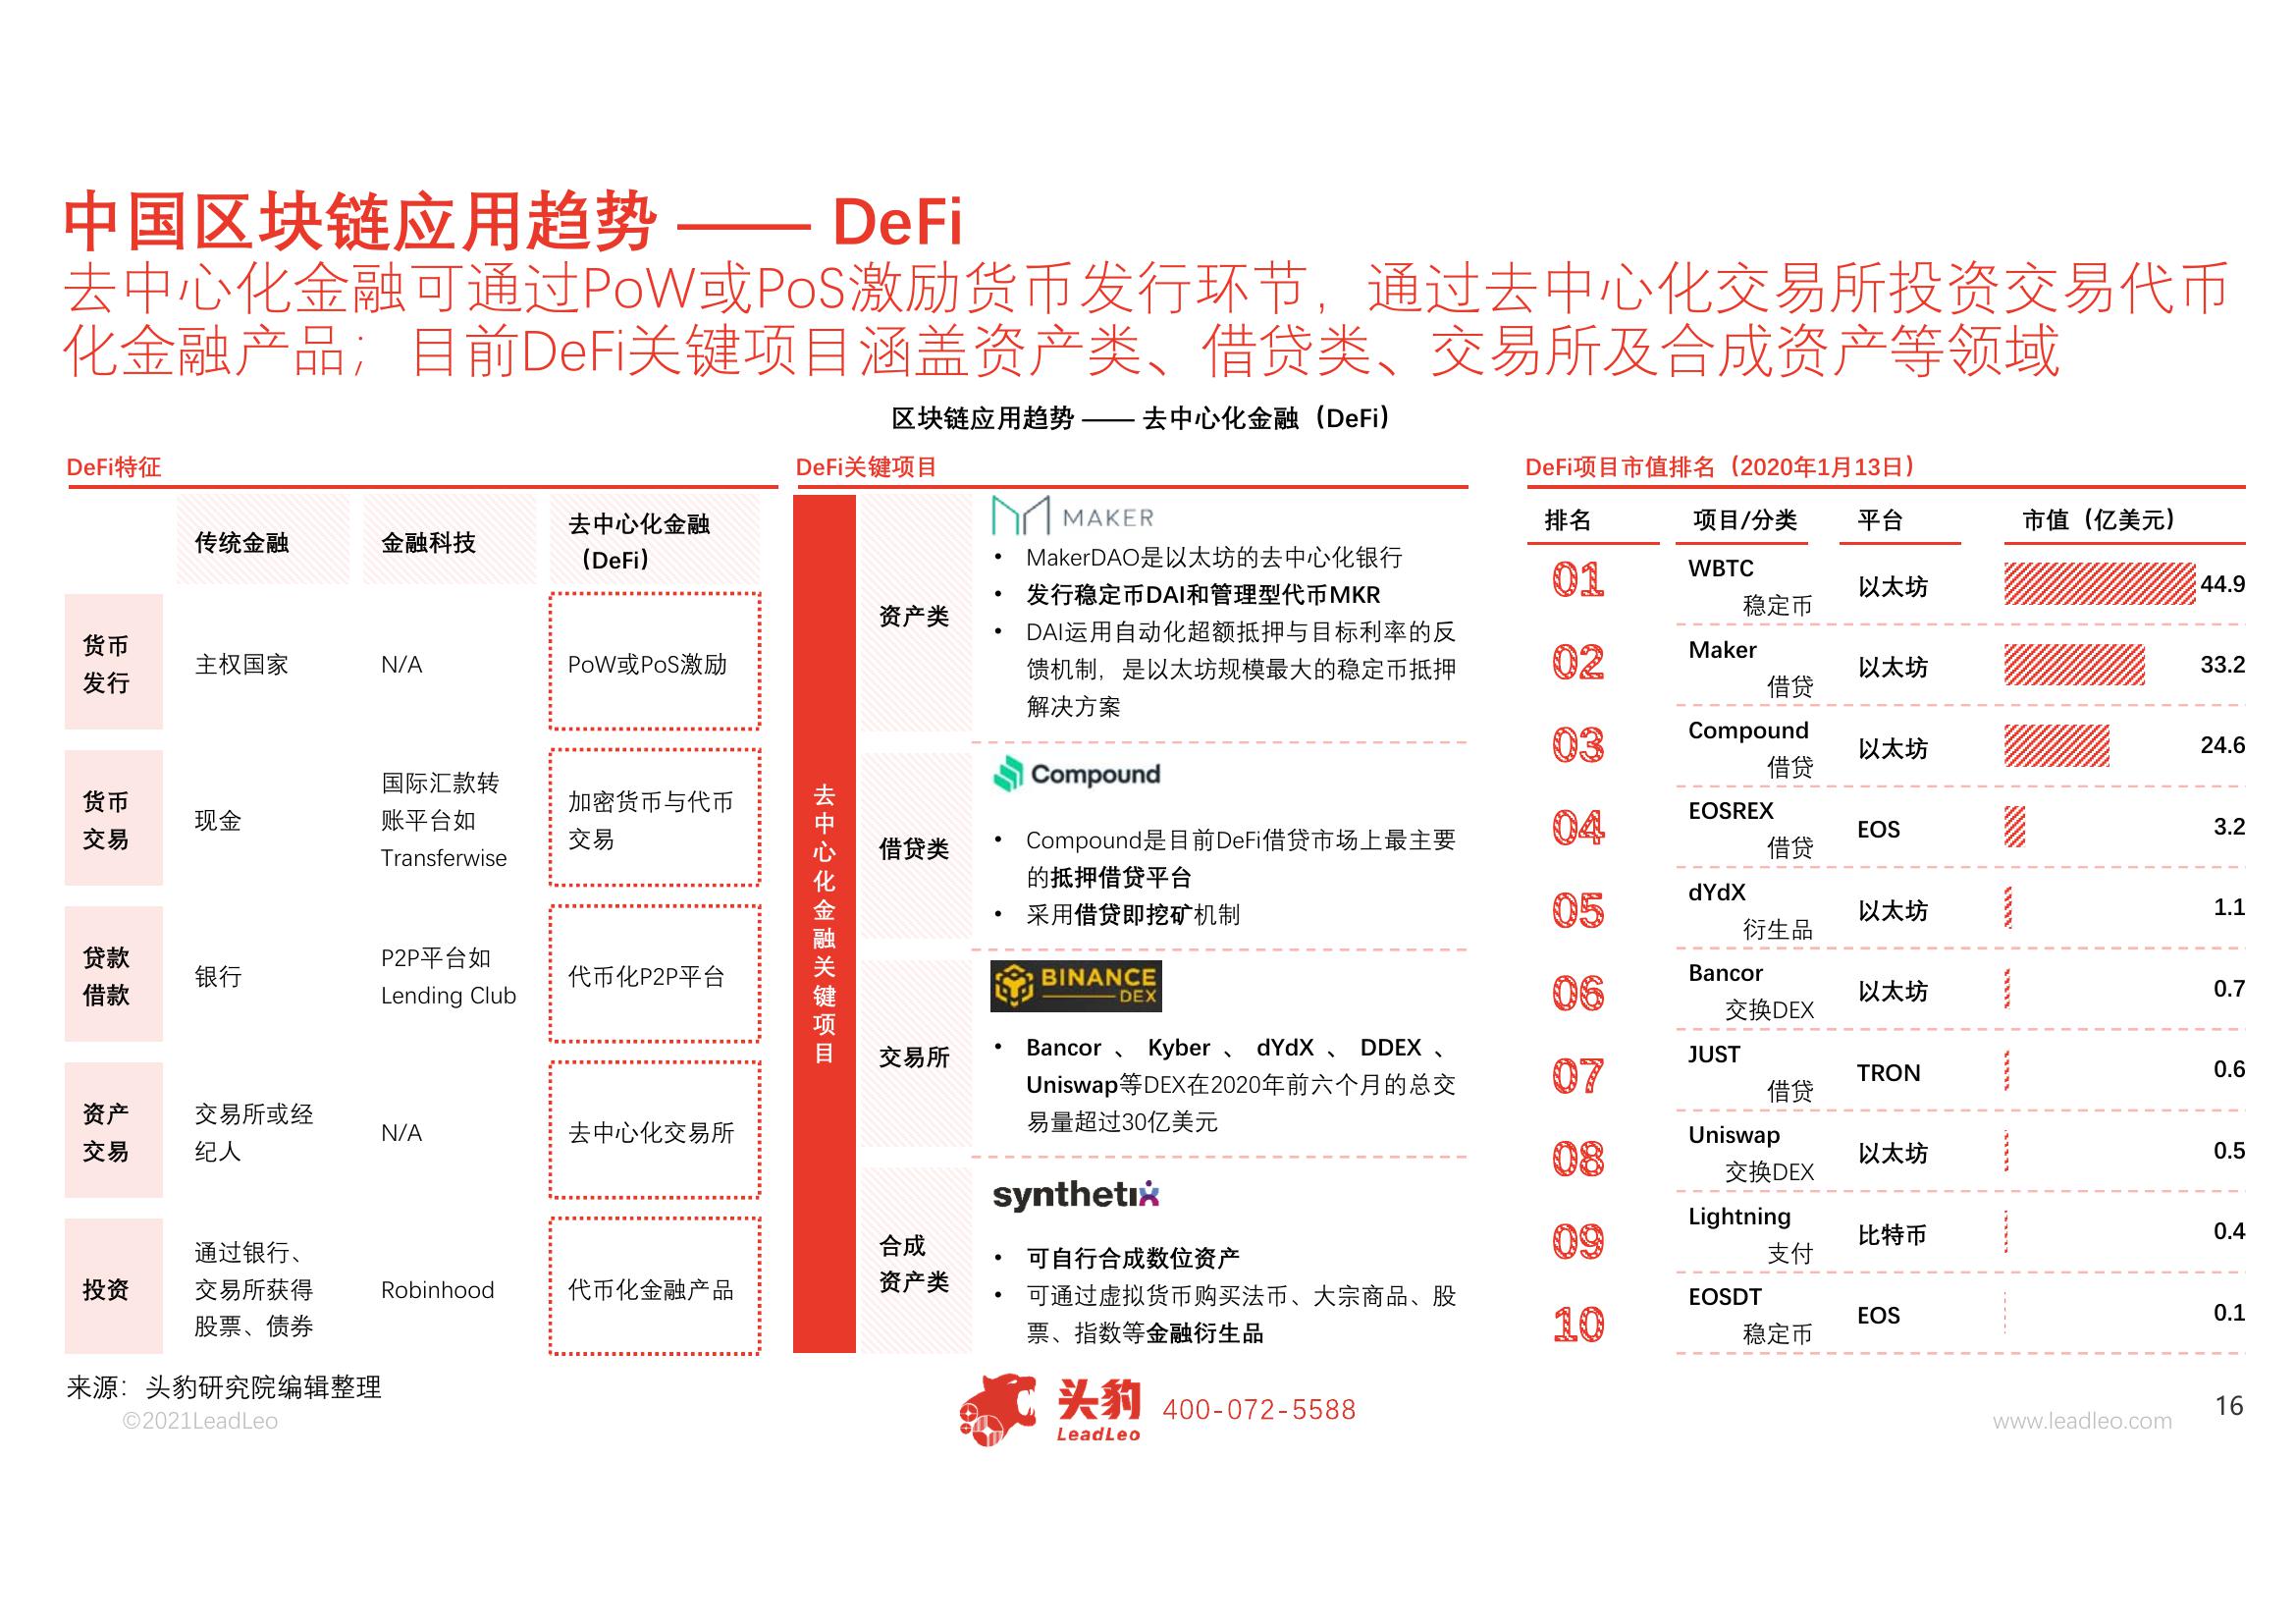 中国区块链应用趋势 —— DeFi
去中心化金融可通过PoW或PoS激励货币发行环节，通过去中心化交易所投资交易代币
化金融产品；目前DeFi关键项目涵盖资产类、借贷类、交易所及合成资产等领域
区块链应用趋势 —— 去中心化金融（DeFi）
DeFi特征
传统金融
金融科技
去中心化金融
（DeFi）
货币
发行
主权国家
N/A
PoW或PoS激励
货币
交易
现金
国际汇款转
账平台如
Transferwise
加密货币与代币
交易
贷款
借款
银行
P2P平台如
Lending Club
代币化P2P平台
资产
交易
交易所或经
纪人
N/A
去中心化交易所
投资
通过银行、
交易所获得
股票、债券
Robinhood
代币化金融产品
DeFi关键项目
去中心化金融关键项目
资产类
MAKER
• MakerDAO是以太坊的去中心化银行
• 发行稳定币DAI和管理型代币MKR
• DAI运用自动化超额抵押与目标利率的反
馈机制，是以太坊规模最大的稳定币抵押
解决方案
借贷类
Compound
• Compound是目前DeFi借贷市场上最主要
的抵押借贷平台
• 采用借贷即挖矿机制
交易所
BINANCE
DEX
• Bancor 、 Kyber 、 dYdX 、 DDEX 、
Uniswap等DEX在2020年前六个月的总交
易量超过30亿美元
合成
资产类
synthetix
• 可自行合成数位资产
• 可通过虚拟货币购买法币、大宗商品、股
票、指数等金融衍生品
DeFi项目市值排名（2020年1月13日）
排名 项目/分类 平台 市值（亿美元）
01 WBTC 稳定币 以太坊 44.9
02 Maker 借贷 以太坊 33.2
03 Compound 借贷 以太坊 24.6
04 EOSREX 借贷 EOS 3.2
05 dYdX 衍生品 以太坊 1.1
06 Bancor 交换DEX 以太坊 0.7
07 JUST 借贷 TRON 0.6
08 Uniswap 交换DEX 以太坊 0.5
09 Lightning 支付 比特币 0.4
10 EOSDT 稳定币 EOS 0.1
来源：头豹研究院编辑整理
©2021LeadLeo
头豹
LeadLeo
400-072-5588
www.leadleo.com
16